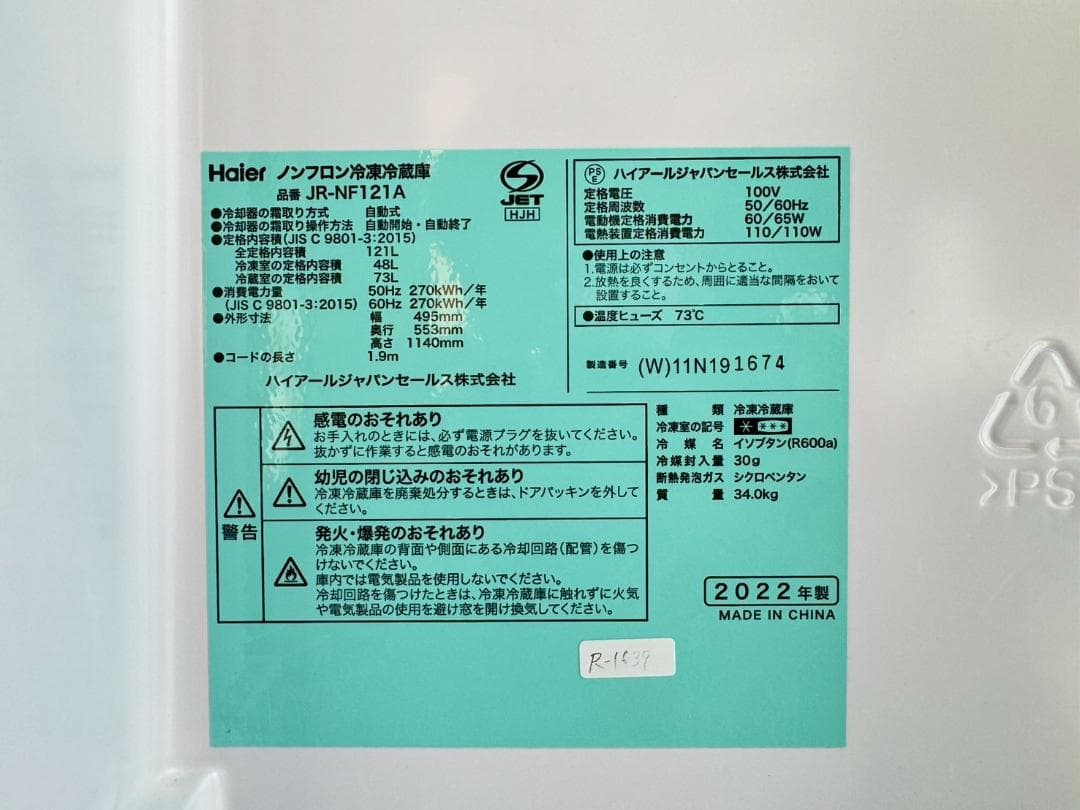 Haier ノンフロン冷凍冷蔵庫
品番 JR-NF121A
●冷却器の霜取り方式 自動式
●冷却器の霜取り操作方法 自動開始・自動終了
●定格内容積(JIS C 9801-3:2015)
全定格内容積 121L
冷凍室の定格内容積 48L
冷蔵室の定格内容積 73L
●消費電力量 50Hz 270kWh/年
(JIS C 9801-3:2015) 60Hz 270kWh/年
●外形寸法 幅 495mm
奥行 553mm
高さ 1140mm
●コードの長さ 1.9m
ハイアールジャパンセールス株式会社
S
JET
HJH
PS
E
ハイアールジャパンセールス株式会社
定格電圧 100V
定格周波数 50/60Hz
電動機定格消費電力 60/65W
電熱装置定格消費電力 110/110W
●使用上の注意
1.電源は必ずコンセントからとること。
2.放熱を良くするため、周囲に適当な間隔をおいて
設置すること。
●温度ヒューズ 73℃
製造番号 (W)11N191674
警告
感電のおそれあり
お手入れのときには、必ず電源プラグを抜いてください。
抜かずに作業すると感電のおそれがあります。
幼児の閉じ込みのおそれあり
冷凍冷蔵庫を廃棄処分するときは、ドアパッキンを外して
ください。
発火・爆発のおそれあり
冷凍冷蔵庫の背面や側面にある冷却回路(配管)を傷つ
けないでください。
庫内では電気製品を使用しないでください。
冷却回路を傷つけたときは、冷凍冷蔵庫に触れずに火気
や電気製品の使用を避け窓を開け換気してください。
種類 冷凍冷蔵庫
冷凍室の記号 * ***
冷媒名 イソブタン(R600a)
冷媒封入量 30g
断熱発泡ガス シクロペンタン
質量 34.0kg
2022年製
MADE IN CHINA
R-1639
6
>PS